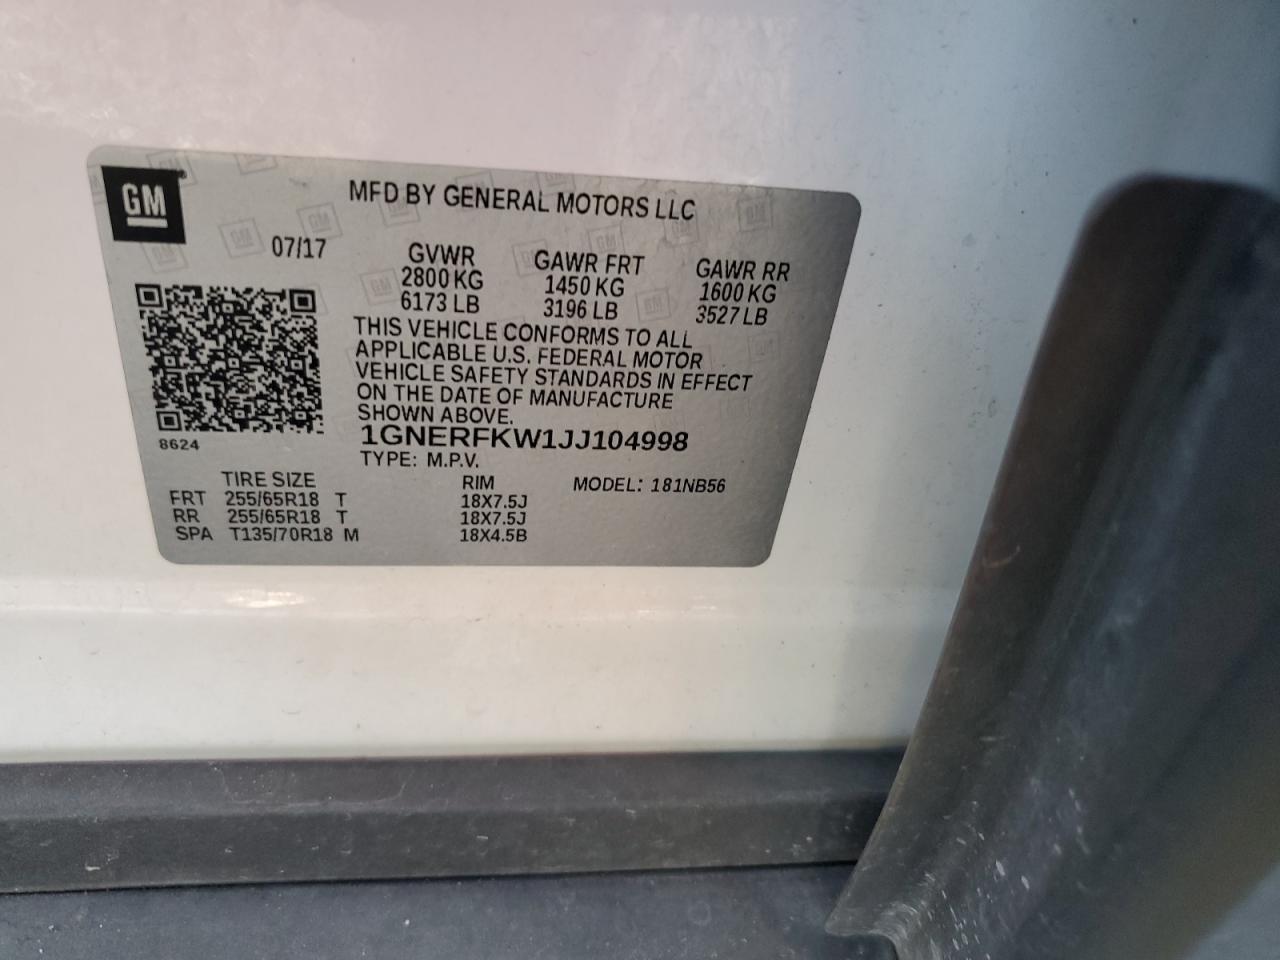 GM
MFD BY GENERAL MOTORS LLC
07/17
GVWR GAWR FRT GAWR RR
2800 KG 1450 KG 1600 KG
6173 LB 3196 LB 3527 LB
THIS VEHICLE CONFORMS TO ALL
APPLICABLE U.S. FEDERAL MOTOR
VEHICLE SAFETY STANDARDS IN EFFECT
ON THE DATE OF MANUFACTURE
SHOWN ABOVE.
8624
1GNERFKW1JJ104998
TYPE: M.P.V.
TIRE SIZE RIM MODEL: 181NB56
FRT 255/65R18 T 18X7.5J
RR 255/65R18 T 18X7.5J
SPA T135/70R18 M 18X4.5B